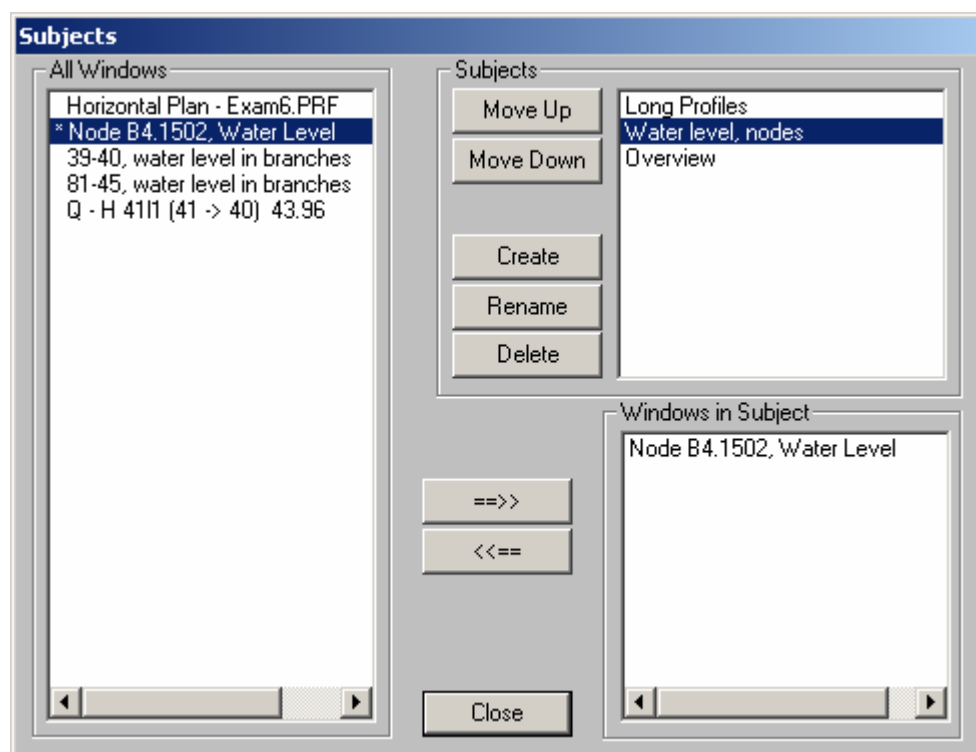 Subjects
All Windows
Horizontal Plan - Exam6.PRF
* Node B4.1502, Water Level
39-40, water level in branches
81-45, water level in branches
Q - H 41l1 (41 -> 40)  43.96
Subjects
Move Up
Move Down
Create
Rename
Delete
Long Profiles
Water level, nodes
Overview
==>>
<<==
Windows in Subject
Node B4.1502, Water Level
Close